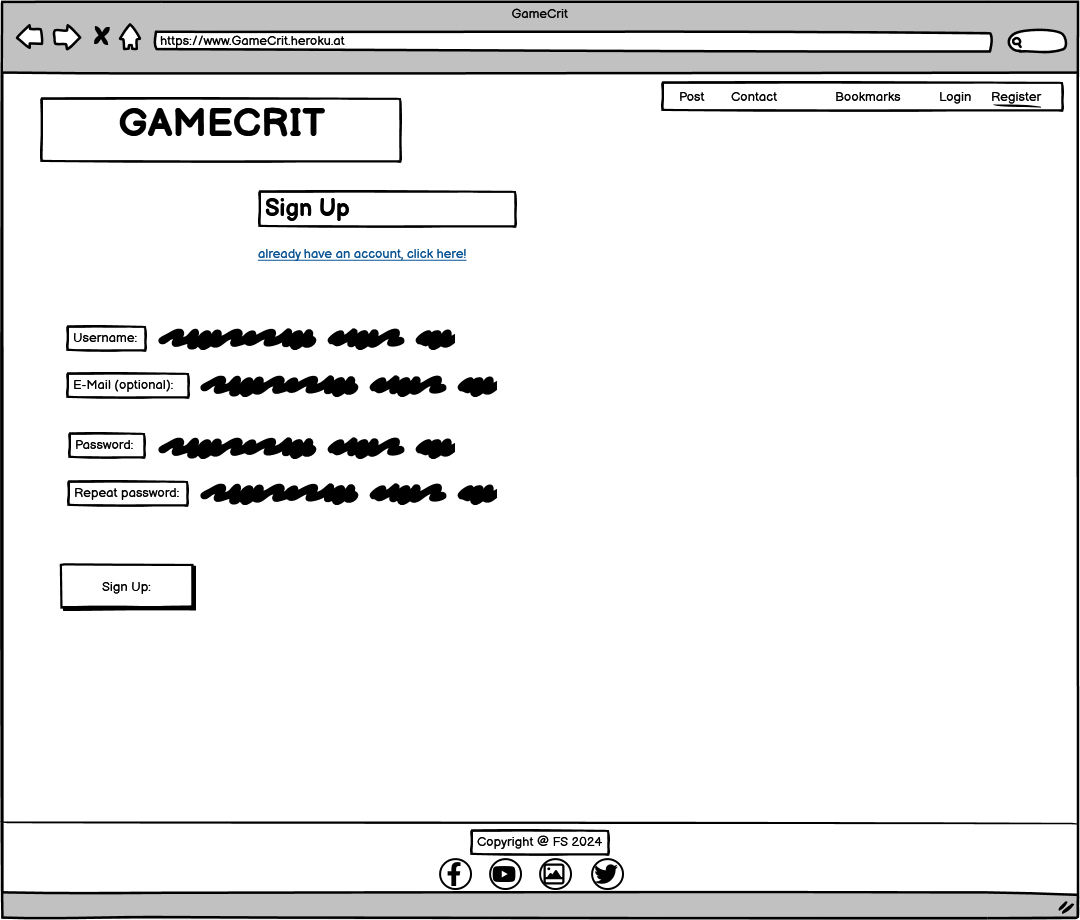 GameCrit
https://www.GameCrit.heroku.at
Post Contact Bookmarks Login Register
GAMECRIT
Sign Up
already have an account, click here!
Username:
E-Mail (optional):
Password:
Repeat password:
Sign Up:
Copyright @ FS 2024